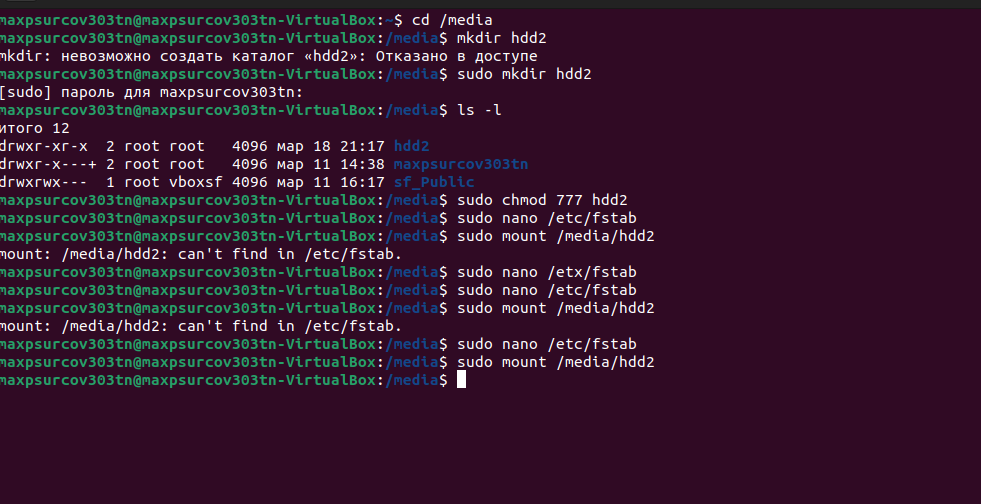 maxpsurcov303tn@maxpsurcov303tn-VirtualBox:~$ cd /media
maxpsurcov303tn@maxpsurcov303tn-VirtualBox:/media$ mkdir hdd2
mkdir: невозможно создать каталог «hdd2»: Отказано в доступе
maxpsurcov303tn@maxpsurcov303tn-VirtualBox:/media$ sudo mkdir hdd2
[sudo] пароль для maxpsurcov303tn:
maxpsurcov303tn@maxpsurcov303tn-VirtualBox:/media$ ls -l
итого 12
drwxr-xr-x  2 root root   4096 мар 18 21:17 hdd2
drwxr-x---+ 2 root root   4096 мар 11 14:38 maxpsurcov303tn
drwxrwx---  1 root vboxsf 4096 мар 11 16:17 sf_Public
maxpsurcov303tn@maxpsurcov303tn-VirtualBox:/media$ sudo chmod 777 hdd2
maxpsurcov303tn@maxpsurcov303tn-VirtualBox:/media$ sudo nano /etc/fstab
maxpsurcov303tn@maxpsurcov303tn-VirtualBox:/media$ sudo mount /media/hdd2
mount: /media/hdd2: can't find in /etc/fstab.
maxpsurcov303tn@maxpsurcov303tn-VirtualBox:/media$ sudo nano /etx/fstab
maxpsurcov303tn@maxpsurcov303tn-VirtualBox:/media$ sudo nano /etc/fstab
maxpsurcov303tn@maxpsurcov303tn-VirtualBox:/media$ sudo mount /media/hdd2
mount: /media/hdd2: can't find in /etc/fstab.
maxpsurcov303tn@maxpsurcov303tn-VirtualBox:/media$ sudo nano /etc/fstab
maxpsurcov303tn@maxpsurcov303tn-VirtualBox:/media$ sudo mount /media/hdd2
maxpsurcov303tn@maxpsurcov303tn-VirtualBox:/media$